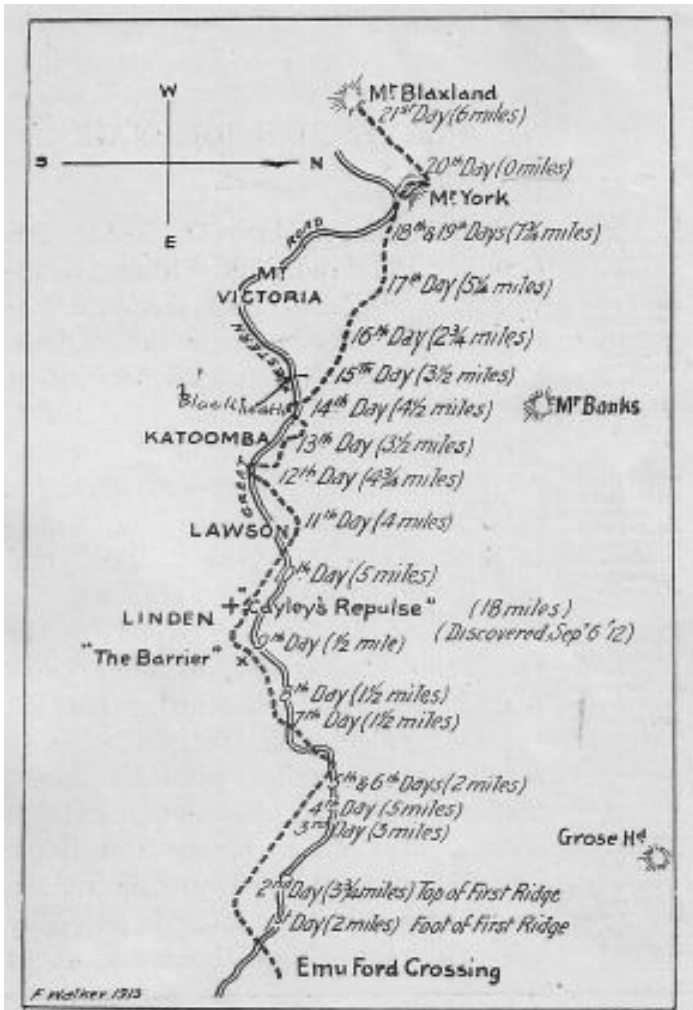 W
S
N
E
Mt Blaxland
21st Day (6 miles)
20th Day (0 miles)
Mt York
18th & 19th Days (7¾ miles)
ROAD
MT
VICTORIA
17th Day (5¼ miles)
16th Day (2¾ miles)
WESTERN
15th Day (3½ miles)
Blackheath
14th Day (4½ miles)
Mt Banks
KATOOMBA
13th Day (3½ miles)
12th Day (4¾ miles)
GREAT
11th Day (4 miles)
LAWSON
10th Day (5 miles)
"Cayley's Repulse" (18 miles)
LINDEN
(Discovered, Sept 6 '12)
9th Day (1½ mile)
"The Barrier" x
8th Day (1½ miles)
7th Day (1½ miles)
5th & 6th Days (2 miles)
4th Day (5 miles)
3rd Day (3 miles)
Grose Hd
2nd Day (3¾ miles) Top of First Ridge
1st Day (2 miles) Foot of First Ridge
Emu Ford Crossing
F Walker. 1913